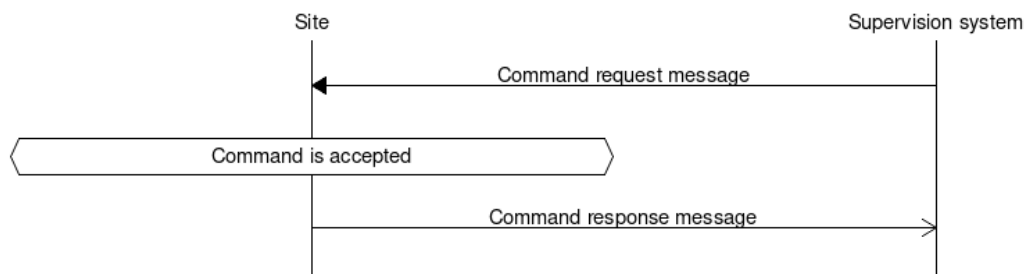 Site
Supervision system
Command request message
Command is accepted
Command response message